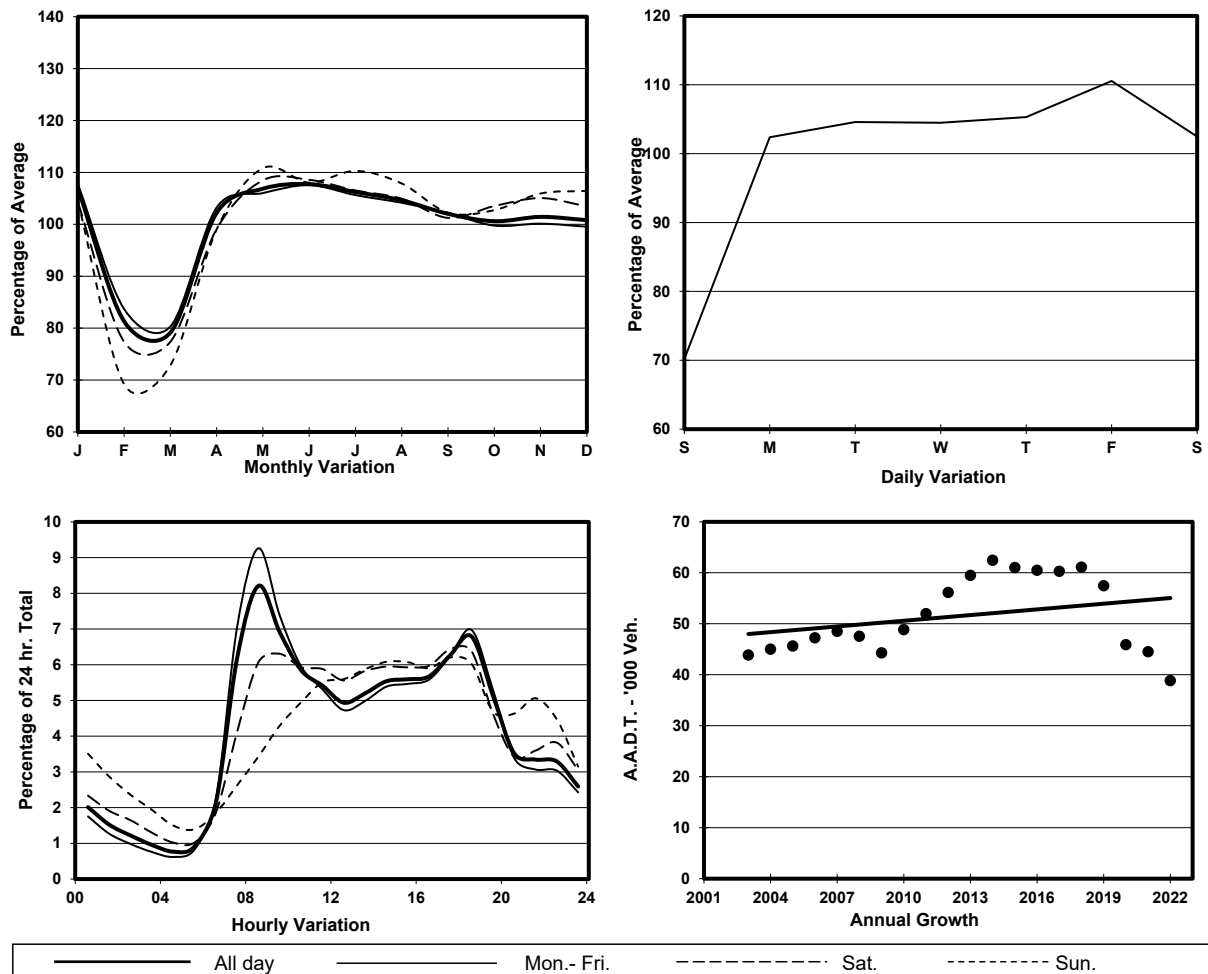 140
130
120
110
100
90
80
70
60
Percentage of Average
J F M A M J J A S O N D
Monthly Variation
120
110
100
90
80
70
60
Percentage of Average
S M T W T F S
Daily Variation
10
9
8
7
6
5
4
3
2
1
0
Percentage of 24 hr. Total
00 04 08 12 16 20 24
Hourly Variation
70
60
50
40
30
20
10
0
A.A.D.T. - '000 Veh.
2001 2004 2007 2010 2013 2016 2019 2022
Annual Growth
All day Mon.- Fri. Sat. Sun.